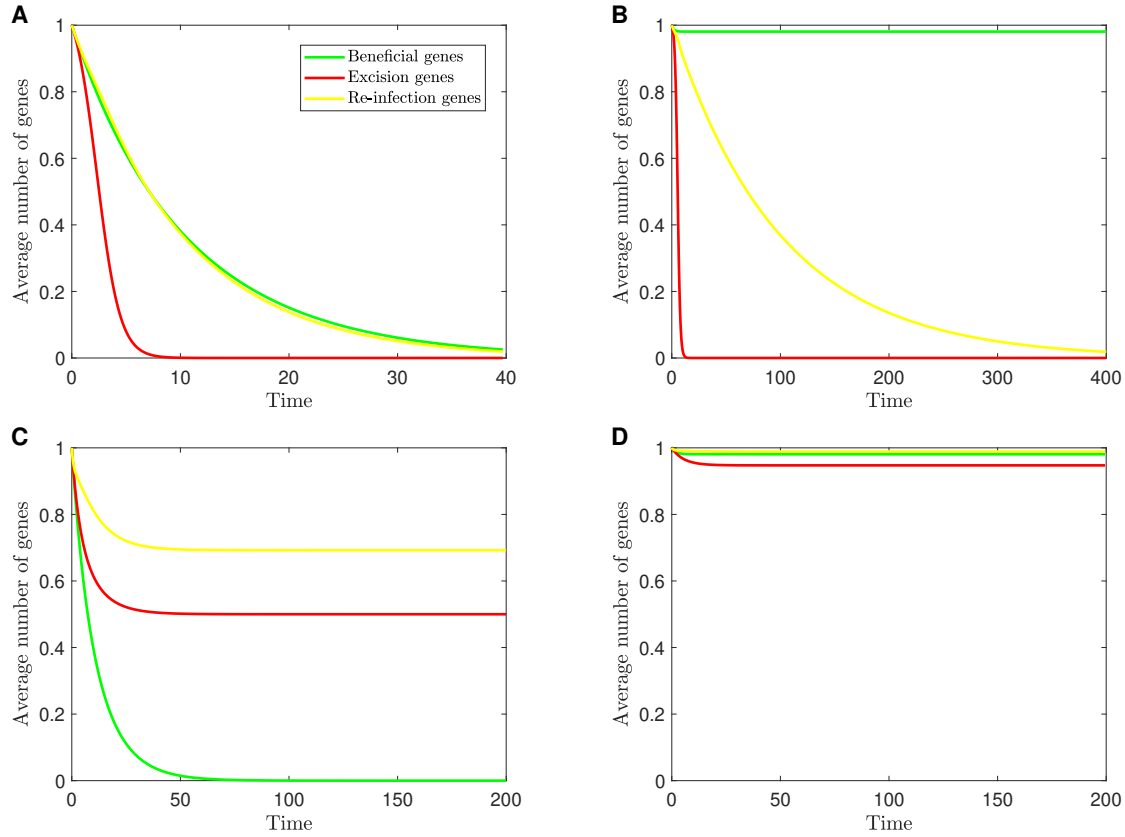 A
Average number of genes
1
0.8
0.6
0.4
0.2
0
0 10 20 30 40
Time
Beneficial genes
Excision genes
Re-infection genes
B
Average number of genes
1
0.8
0.6
0.4
0.2
0
0 100 200 300 400
Time
C
Average number of genes
1
0.8
0.6
0.4
0.2
0
0 50 100 150 200
Time
D
Average number of genes
1
0.8
0.6
0.4
0.2
0
0 50 100 150 200
Time